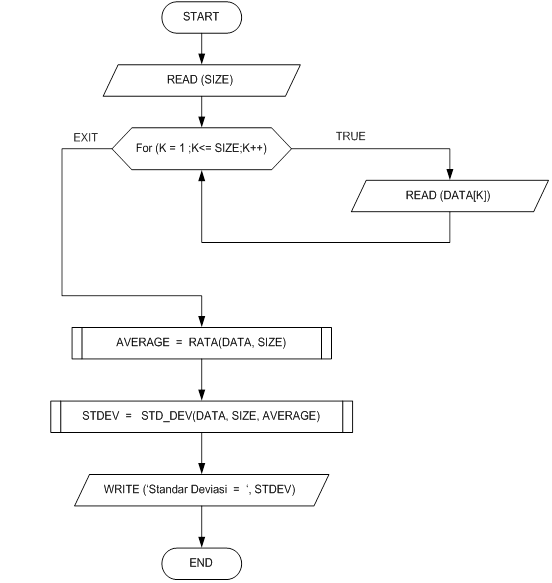 START
READ (SIZE)
EXIT
For (K = 1 ;K<= SIZE;K++)
TRUE
READ (DATA[K])
AVERAGE = RATA(DATA, SIZE)
STDEV = STD_DEV(DATA, SIZE, AVERAGE)
WRITE (‘Standar Deviasi = ‘, STDEV)
END